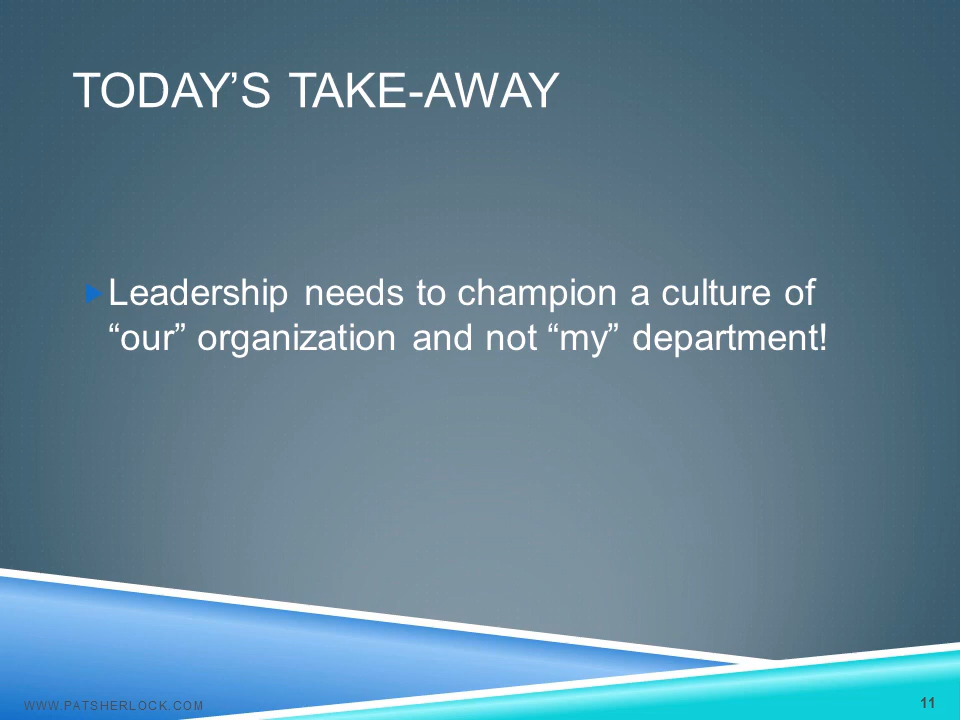 TODAY’S TAKE-AWAY
Leadership needs to champion a culture of
“our” organization and not “my” department!
WWW.PATSHERLOCK.COM
11